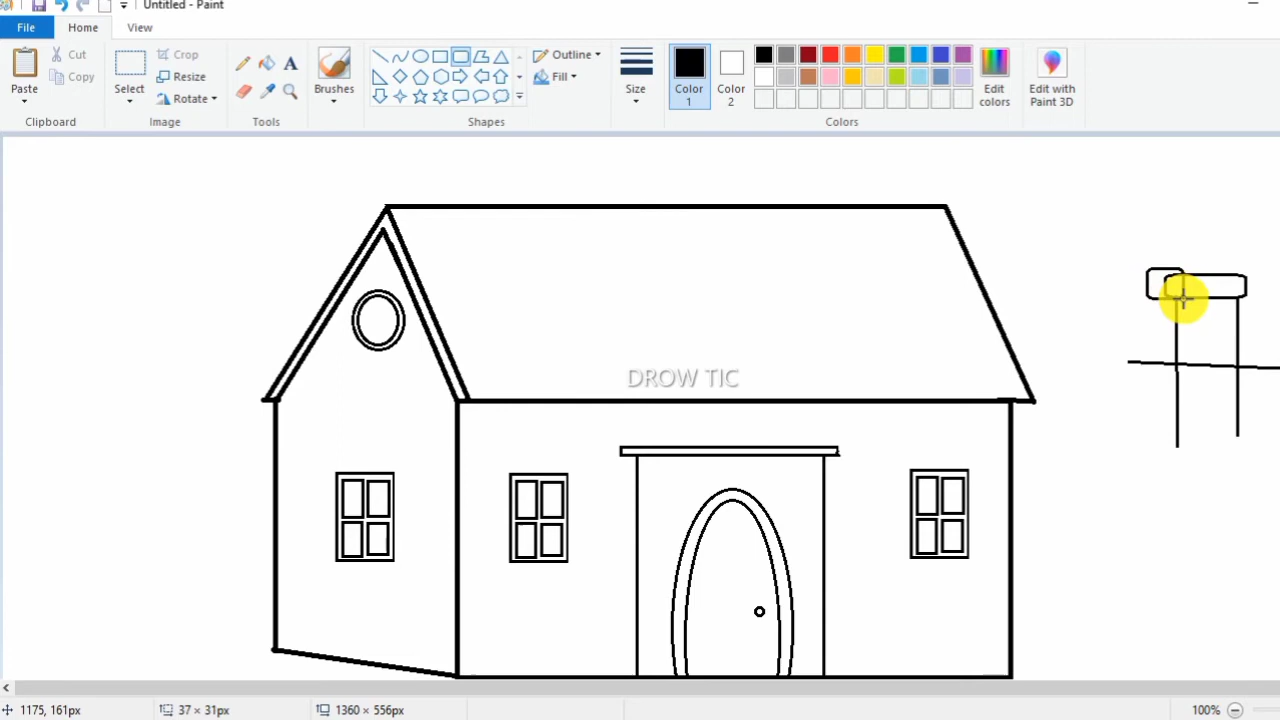 Untitled - Paint
File Home View
Paste
Cut
Copy
Clipboard
Select
Crop
Resize
Rotate
Image
A
Tools
Brushes
Outline
Fill
Shapes
Size
Color 1
Color 2
Edit colors
Edit with Paint 3D
Colors
DROW TIC
1175, 161px
37 × 31px
1360 × 556px
100%